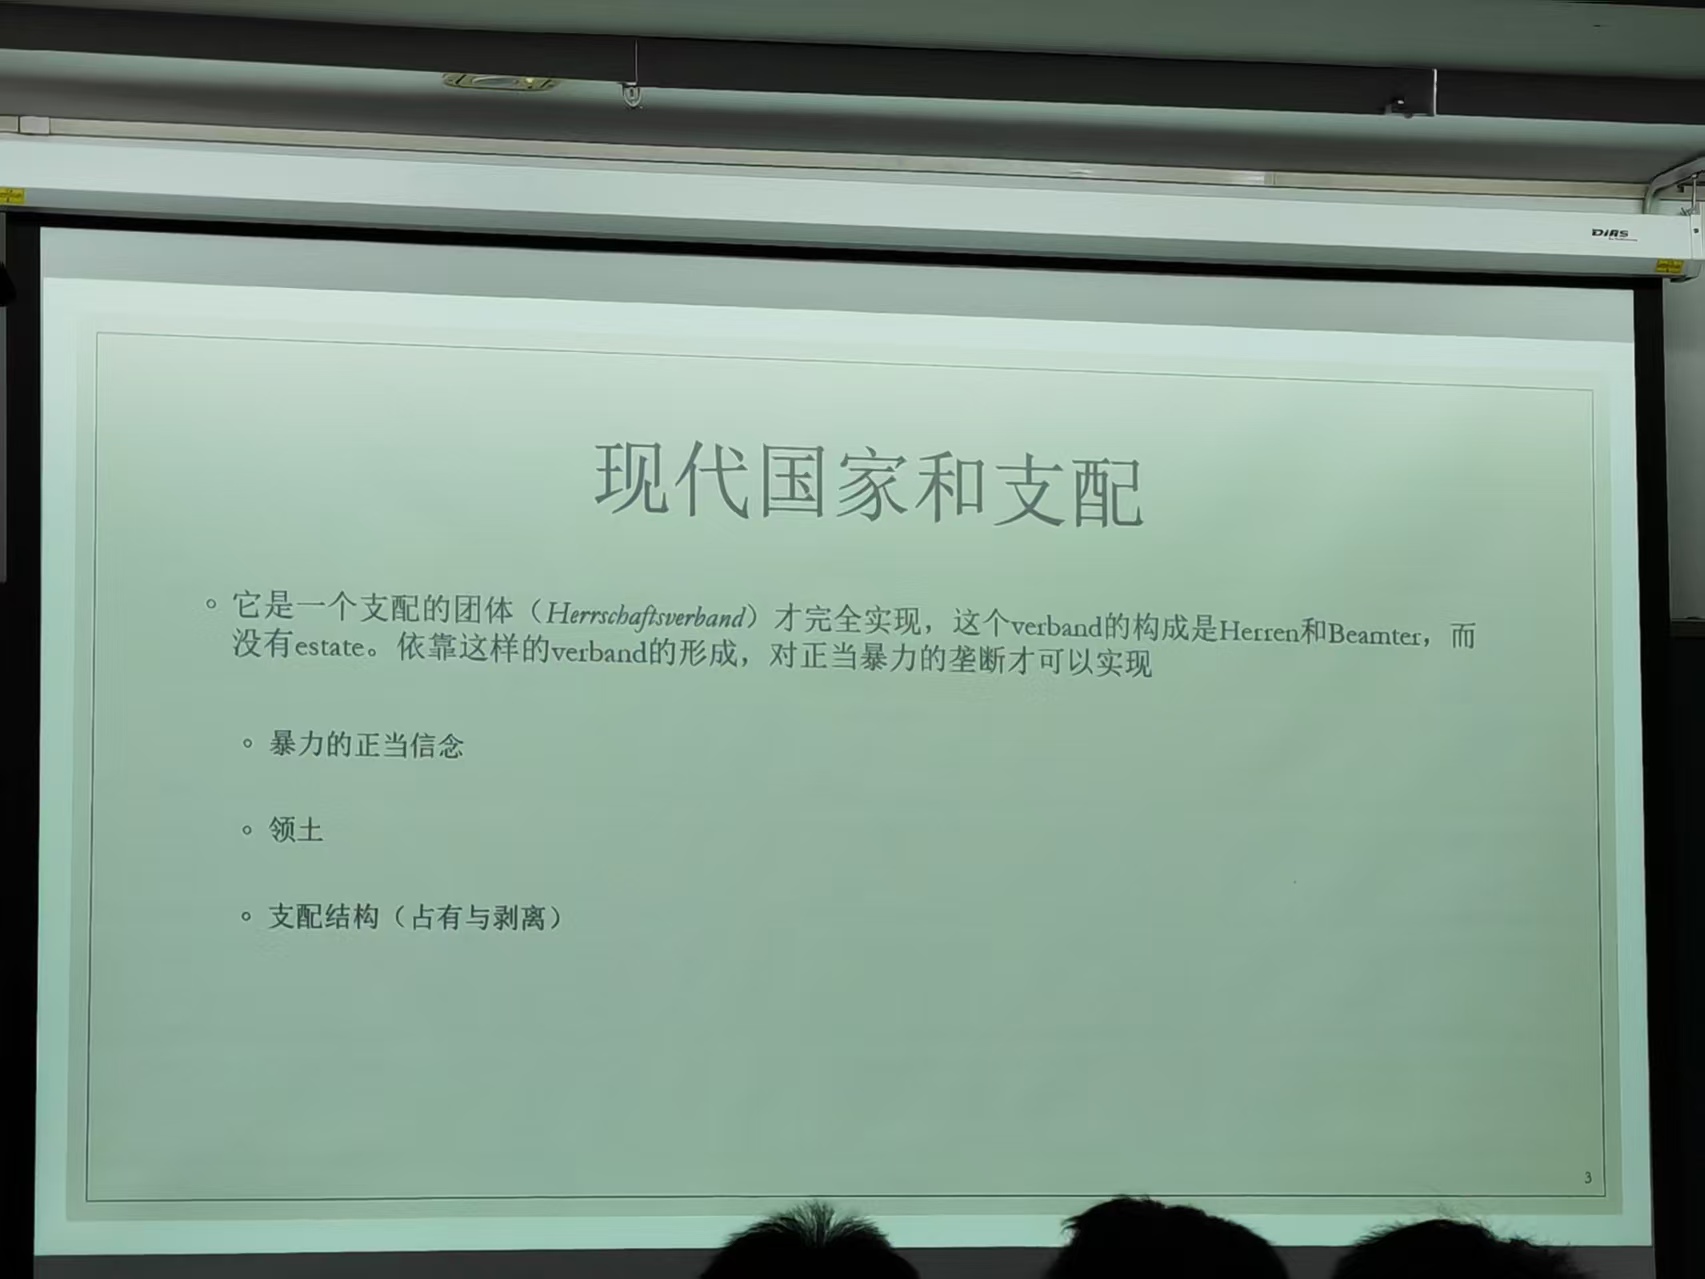 DiAS
现代国家和支配
◦ 它是一个支配的团体（Herrschaftsverband）才完全实现，这个verband的构成是Herren和Beamter，而
没有estate。依靠这样的verband的形成，对正当暴力的垄断才可以实现
◦ 暴力的正当信念
◦ 领土
◦ 支配结构（占有与剥离）
3